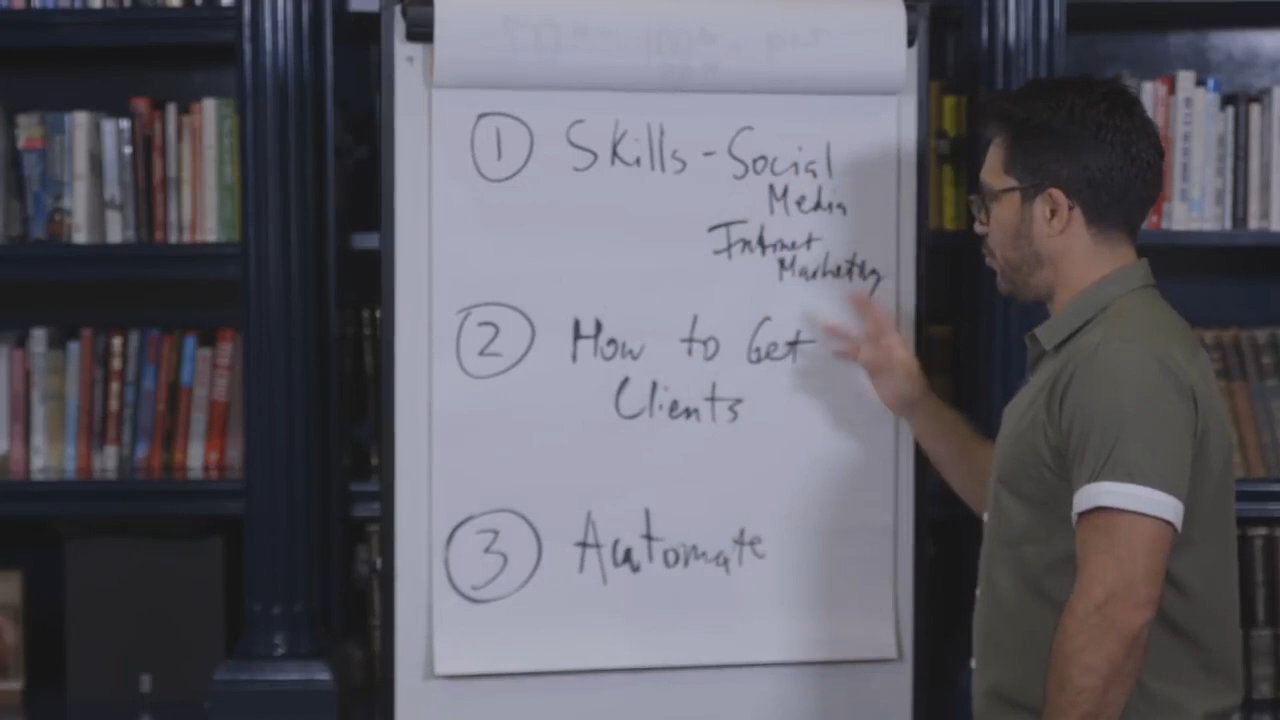 1 Skills - Social
Media
Internet
Marketing
2 How to Get
Clients
3 Automate